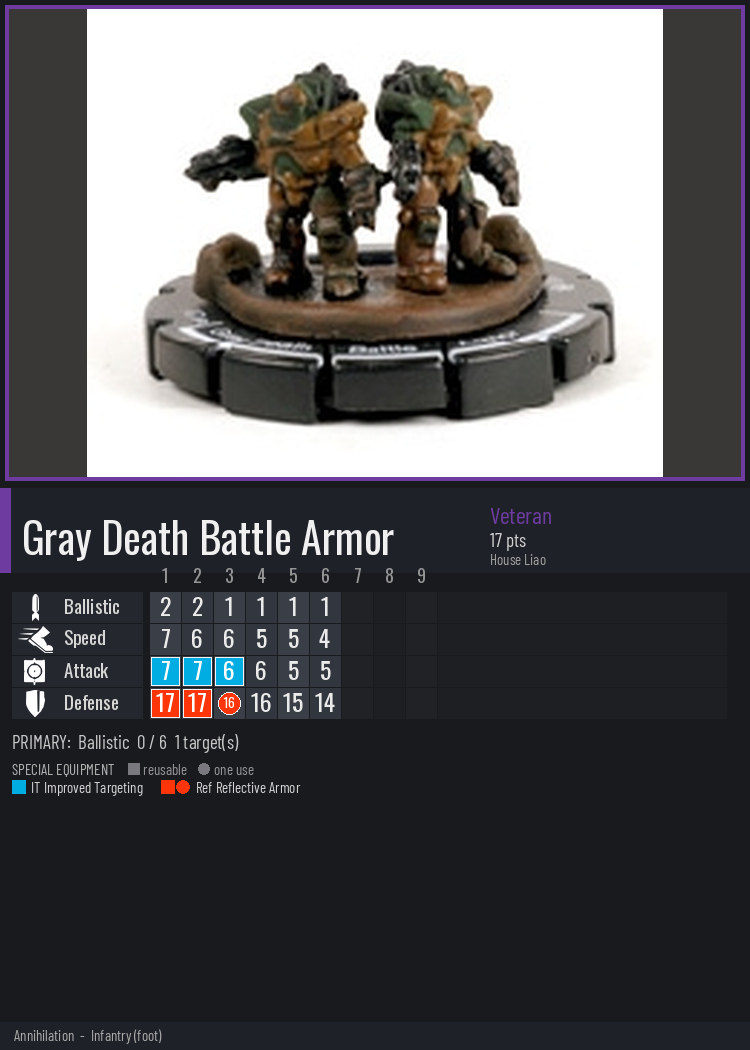 Battle
Gray Death Battle Armor
Veteran
17 pts
House Liao
1 2 3 4 5 6 7 8 9
Ballistic 2 2 1 1 1 1
Speed 7 6 6 5 5 4
Attack 7 7 6 6 5 5
Defense 17 17 16 16 15 14
PRIMARY: Ballistic 0 / 6 1 target(s)
SPECIAL EQUIPMENT reusable one use
IT Improved Targeting Ref Reflective Armor
Annihilation - Infantry (foot)